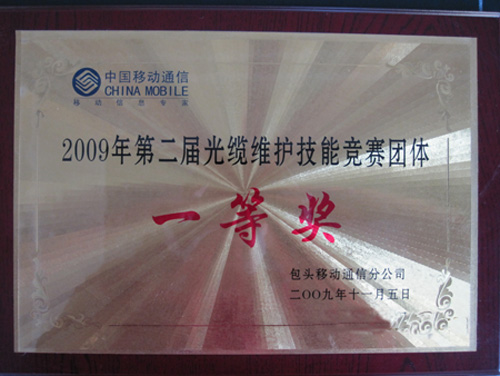 中国移动通信
CHINA MOBILE
移动信息专家
2009年第二届光缆维护技能竞赛团体
一等奖
包头移动通信分公司
二〇〇九年十一月五日